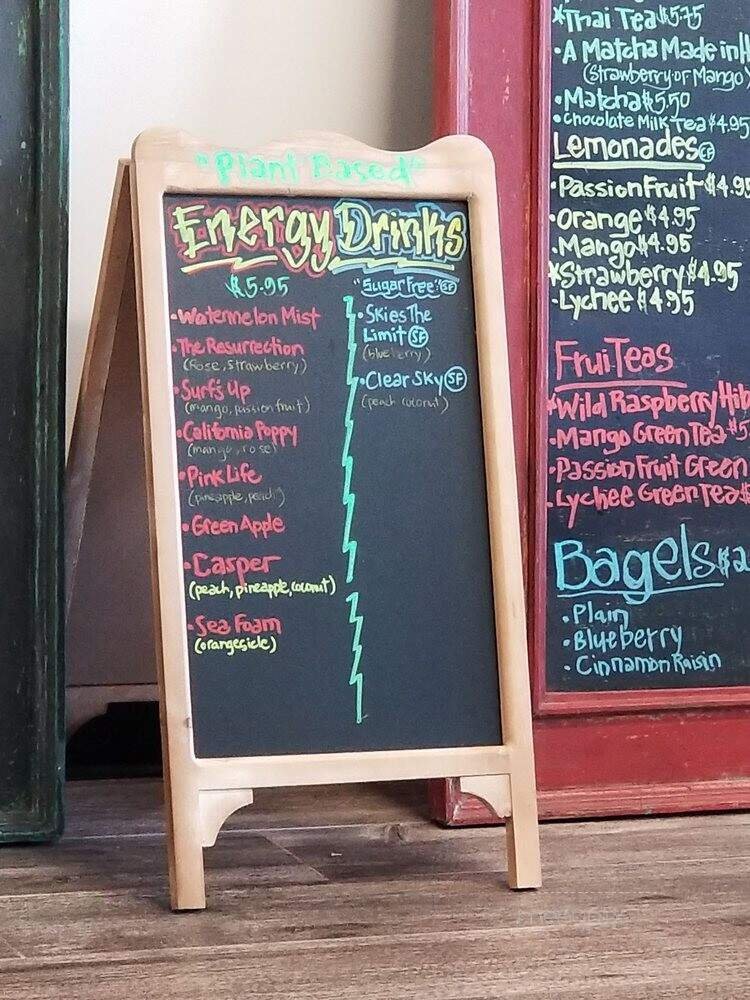 "Plant Based"
Energy Drinks
$5.95
• Watermelon Mist
• The Resurrection
(Rose, Strawberry)
• Surf's Up
(mango, passion fruit)
• California Poppy
(mango, rose)
• Pink Life
(pineapple, peach)
• Green Apple
• Casper
(peach, pineapple, coconut)
• Sea Foam
(orangesicle)
"Sugar Free" SF
• Skies The
Limit SF
(blueberry)
• Clear Sky SF
(peach coconut)
*Thai Tea $5.75
• A Matcha Made in H
(Strawberry or Mango)
• Matcha $5.50
• Chocolate Milk Tea $4.95
Lemonades CF
• Passion Fruit $4.95
• Orange $4.95
• Mango $4.95
*Strawberry $4.95
• Lychee $4.95
Frui Teas
*Wild Raspberry Hib
• Mango Green Tea $5
• Passion Fruit Green
• Lychee Green Tea $
Bagels $2
• Plain
• Blueberry
• Cinnamon Raisin